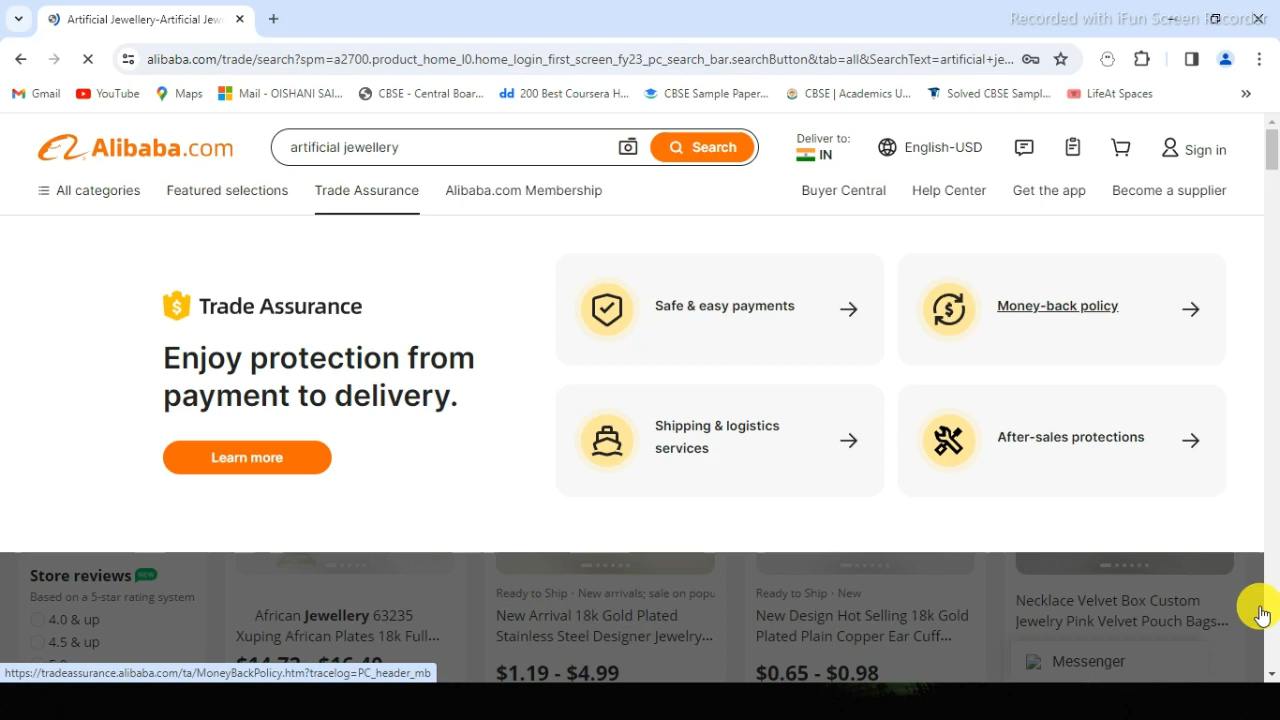 Artificial Jewellery-Artificial Jew
Recorded with iFun Screen Recorder
alibaba.com/trade/search?spm=a2700.product_home_l0.home_login_first_screen_fy23_pc_search_bar.searchButton&tab=all&SearchText=artificial+je...
Gmail
YouTube
Maps
Mail - OISHANI SAI...
CBSE - Central Boar...
dd 200 Best Coursera H...
CBSE Sample Paper...
CBSE | Academics U...
Solved CBSE Sampl...
LifeAt Spaces
Alibaba.com
artificial jewellery
Search
Deliver to:
IN
English-USD
Sign in
All categories
Featured selections
Trade Assurance
Alibaba.com Membership
Buyer Central
Help Center
Get the app
Become a supplier
Trade Assurance
Enjoy protection from
payment to delivery.
Learn more
Safe & easy payments
Money-back policy
Shipping & logistics
services
After-sales protections
Store reviews NEW
Based on a 5-star rating system
4.0 & up
4.5 & up
African Jewellery 63235
Xuping African Plates 18k Full...
Ready to Ship · New arrivals; sale on popu
New Arrival 18k Gold Plated
Stainless Steel Designer Jewelry...
$1.19 - $4.99
Ready to Ship · New
New Design Hot Selling 18k Gold
Plated Plain Copper Ear Cuff...
$0.65 - $0.98
Necklace Velvet Box Custom
Jewelry Pink Velvet Pouch Bags...
Messenger
https://tradeassurance.alibaba.com/ta/MoneyBackPolicy.htm?tracelog=PC_header_mb